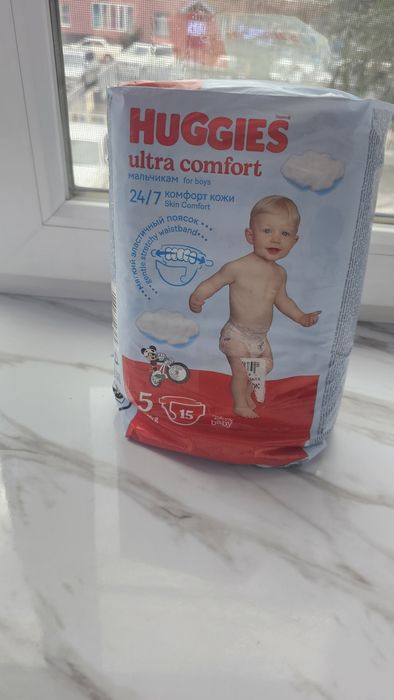 HUGGIES
ultra comfort
мальчикам for boys
24/7 комфорт кожи
Skin Comfort
мягкий эластичный поясок
gentle stretchy waistband
5
15
baby